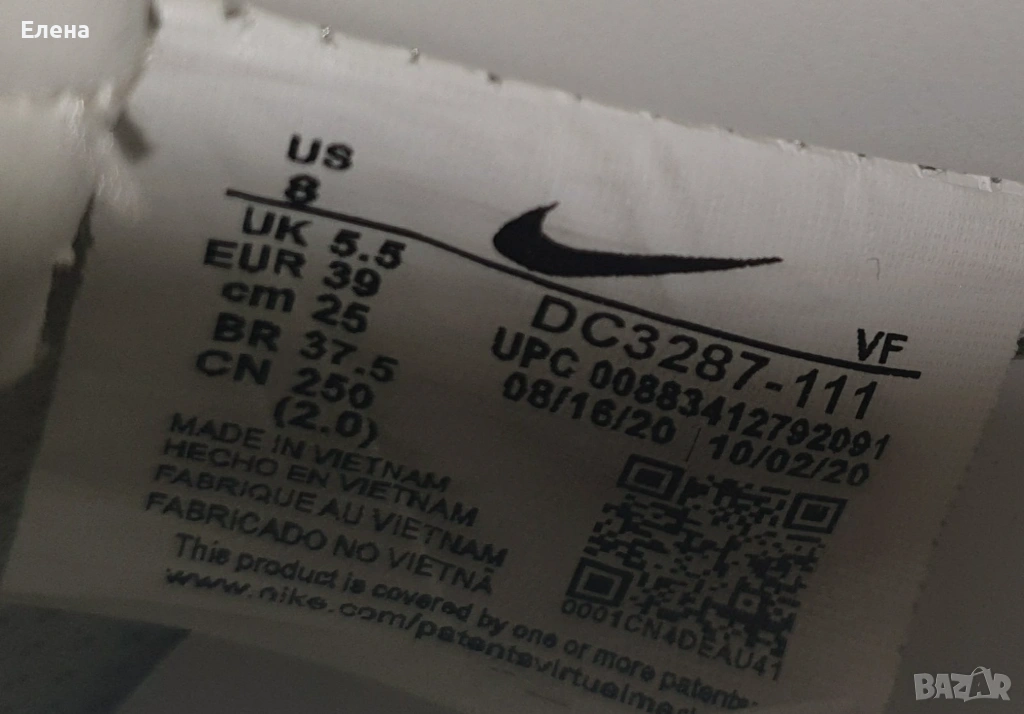 Елена
US
8
UK 5.5
EUR 39
cm 25
BR 37.5
CN 250
(2.0)
VF
DC3287-111
UPC 00883412792091
08/16/20 | 10/02/20
MADE IN VIETNAM
HECHO EN VIETNAM
FABRIQUE AU VIETNAM
FABRICADO NO VIETNÃ
0001CN4DEAU41
This product is covered by one or more patents:
www.nike.com/patentsvirtualmar
BAZAR